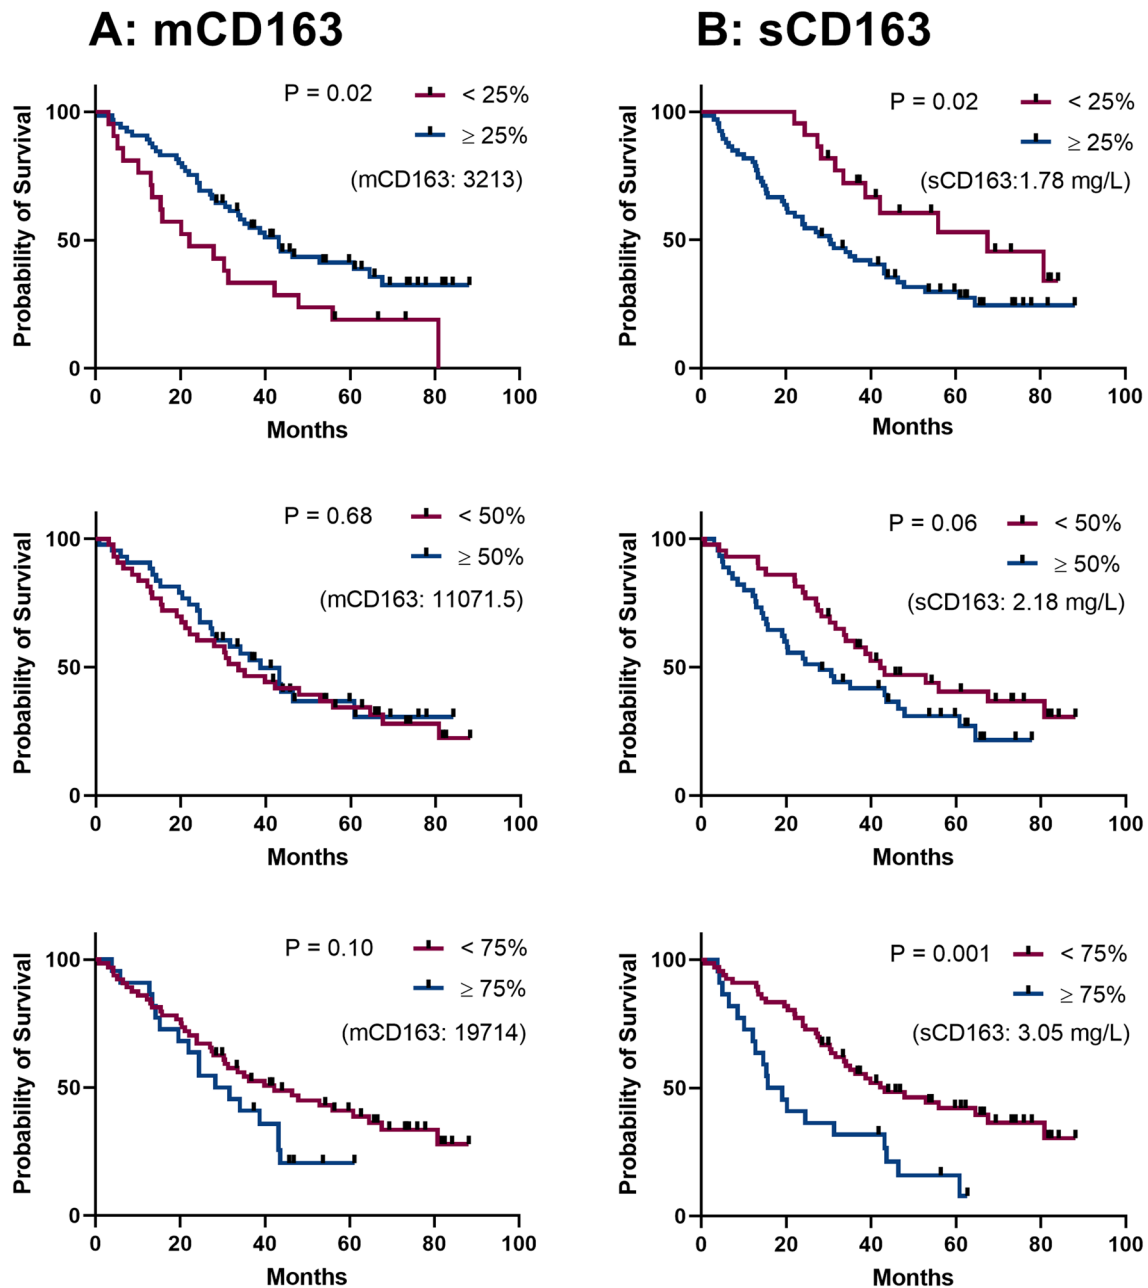 A: mCD163
B: sCD163
Probability of Survival
P = 0.02
< 25%
≥ 25%
(mCD163: 3213)
100
50
0
0 20 40 60 80 100
Months
Probability of Survival
P = 0.02
< 25%
≥ 25%
(sCD163:1.78 mg/L)
100
50
0
0 20 40 60 80 100
Months
Probability of Survival
P = 0.68
< 50%
≥ 50%
(mCD163: 11071.5)
100
50
0
0 20 40 60 80 100
Months
Probability of Survival
P = 0.06
< 50%
≥ 50%
(sCD163: 2.18 mg/L)
100
50
0
0 20 40 60 80 100
Months
Probability of Survival
P = 0.10
< 75%
≥ 75%
(mCD163: 19714)
100
50
0
0 20 40 60 80 100
Months
Probability of Survival
P = 0.001
< 75%
≥ 75%
(sCD163: 3.05 mg/L)
100
50
0
0 20 40 60 80 100
Months